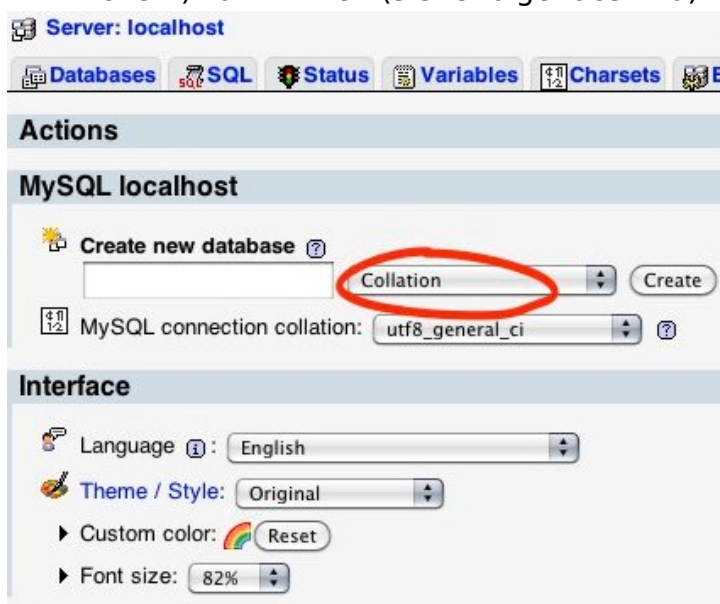 Server: localhost
Databases SQL Status Variables Charsets
Actions
MySQL localhost
Create new database
Collation Create
MySQL connection collation: utf8_general_ci
Interface
Language : English
Theme / Style: Original
Custom color: Reset
Font size: 82%